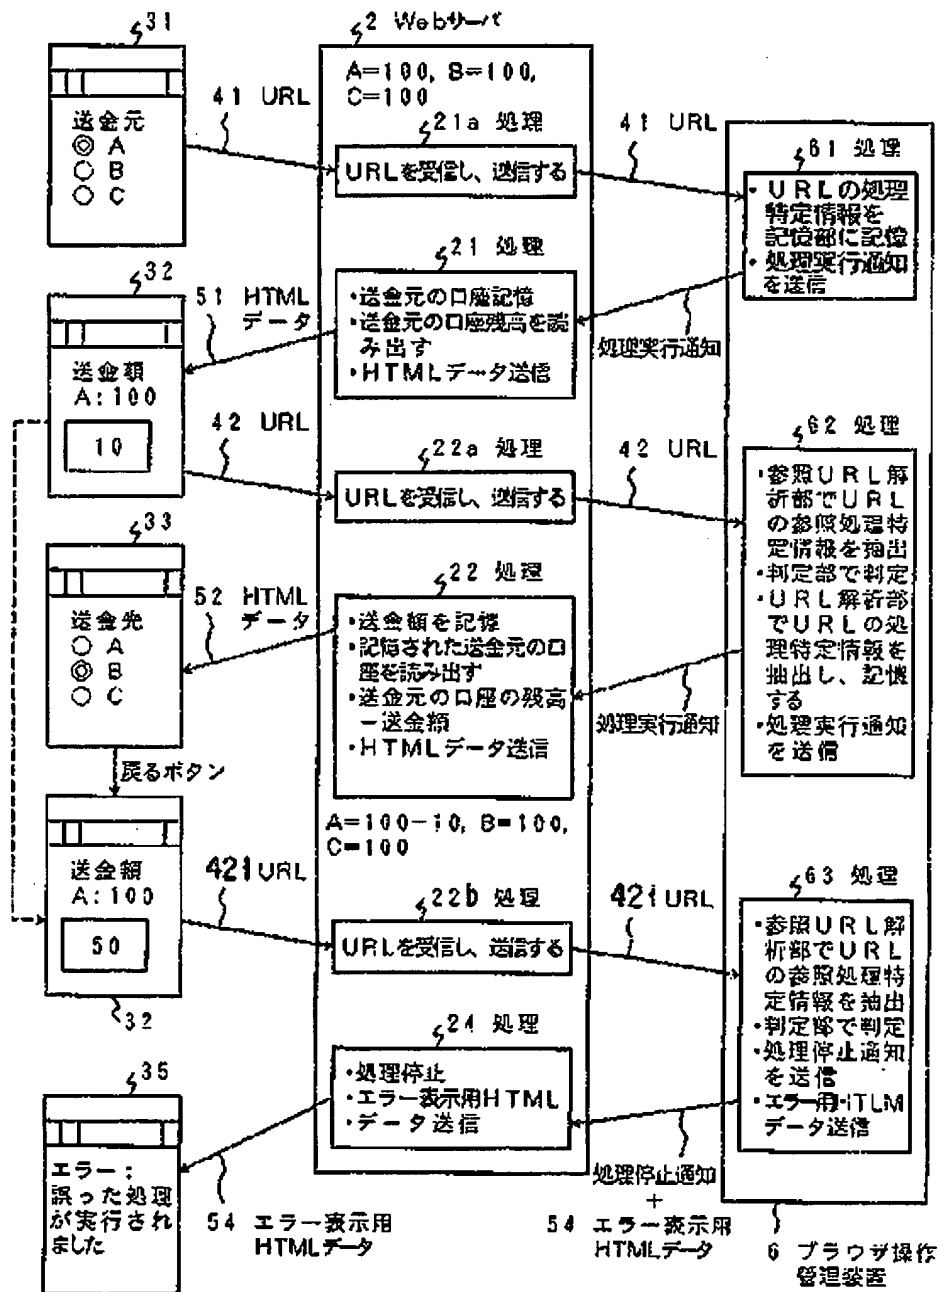 31
送金元
◎ A
○ B
○ C
41 URL
2 Webサーバ
A=100, B=100,
C=100
21a 処理
URLを受信し、送信する
41 URL
61 処理
・URLの処理
特定情報を
記憶部に記憶
・処理実行通知
を送信
処理実行通知
21 処理
・送金元の口座記憶
・送金元の口座残高を読
み出す
・HTMLデータ送信
51 HTML
データ
32
送金額
A:100
10
42 URL
22a 処理
URLを受信し、送信する
42 URL
62 処理
・参照URL解
析部でURL
の参照処理特
定情報を抽出
・判定部で判定
・URL解析部
でURLの処
理特定情報を
抽出し、記憶
する
・処理実行通知
を送信
処理実行通知
22 処理
・送金額を記憶
・記憶された送金元の口
座を読み出す
・送金元の口座の残高
－送金額
・HTMLデータ送信
52 HTML
データ
33
送金先
○ A
◎ B
○ C
戻るボタン
A=100-10, B=100,
C=100
送金額
A:100
50
32
421 URL
22b 処理
URLを受信し、送信する
421 URL
63 処理
・参照URL解
析部でURL
の参照処理特
定情報を抽出
・判定部で判定
・処理停止通知
を送信
・エラー用HTLM
データ送信
処理停止通知
+
54 エラー表示用
HTMLデータ
24 処理
・処理停止
・エラー表示用HTML
・データ送信
54 エラー表示用
HTMLデータ
35
エラー：
誤った処理
が実行され
ました
6 ブラウザ操作
管理装置